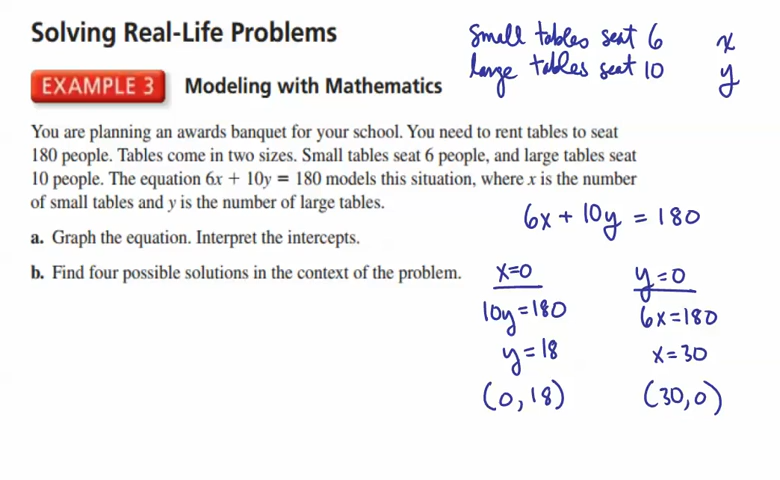 Solving Real-Life Problems
EXAMPLE 3 Modeling with Mathematics
You are planning an awards banquet for your school. You need to rent tables to seat
180 people. Tables come in two sizes. Small tables seat 6 people, and large tables seat
10 people. The equation 6x + 10y = 180 models this situation, where x is the number
of small tables and y is the number of large tables.
a. Graph the equation. Interpret the intercepts.
b. Find four possible solutions in the context of the problem.
Small tables seat 6 x
large tables seat 10 y
6x + 10y = 180
x=0 y=0
10y=180 6x=180
y=18 x=30
(0,18) (30,0)